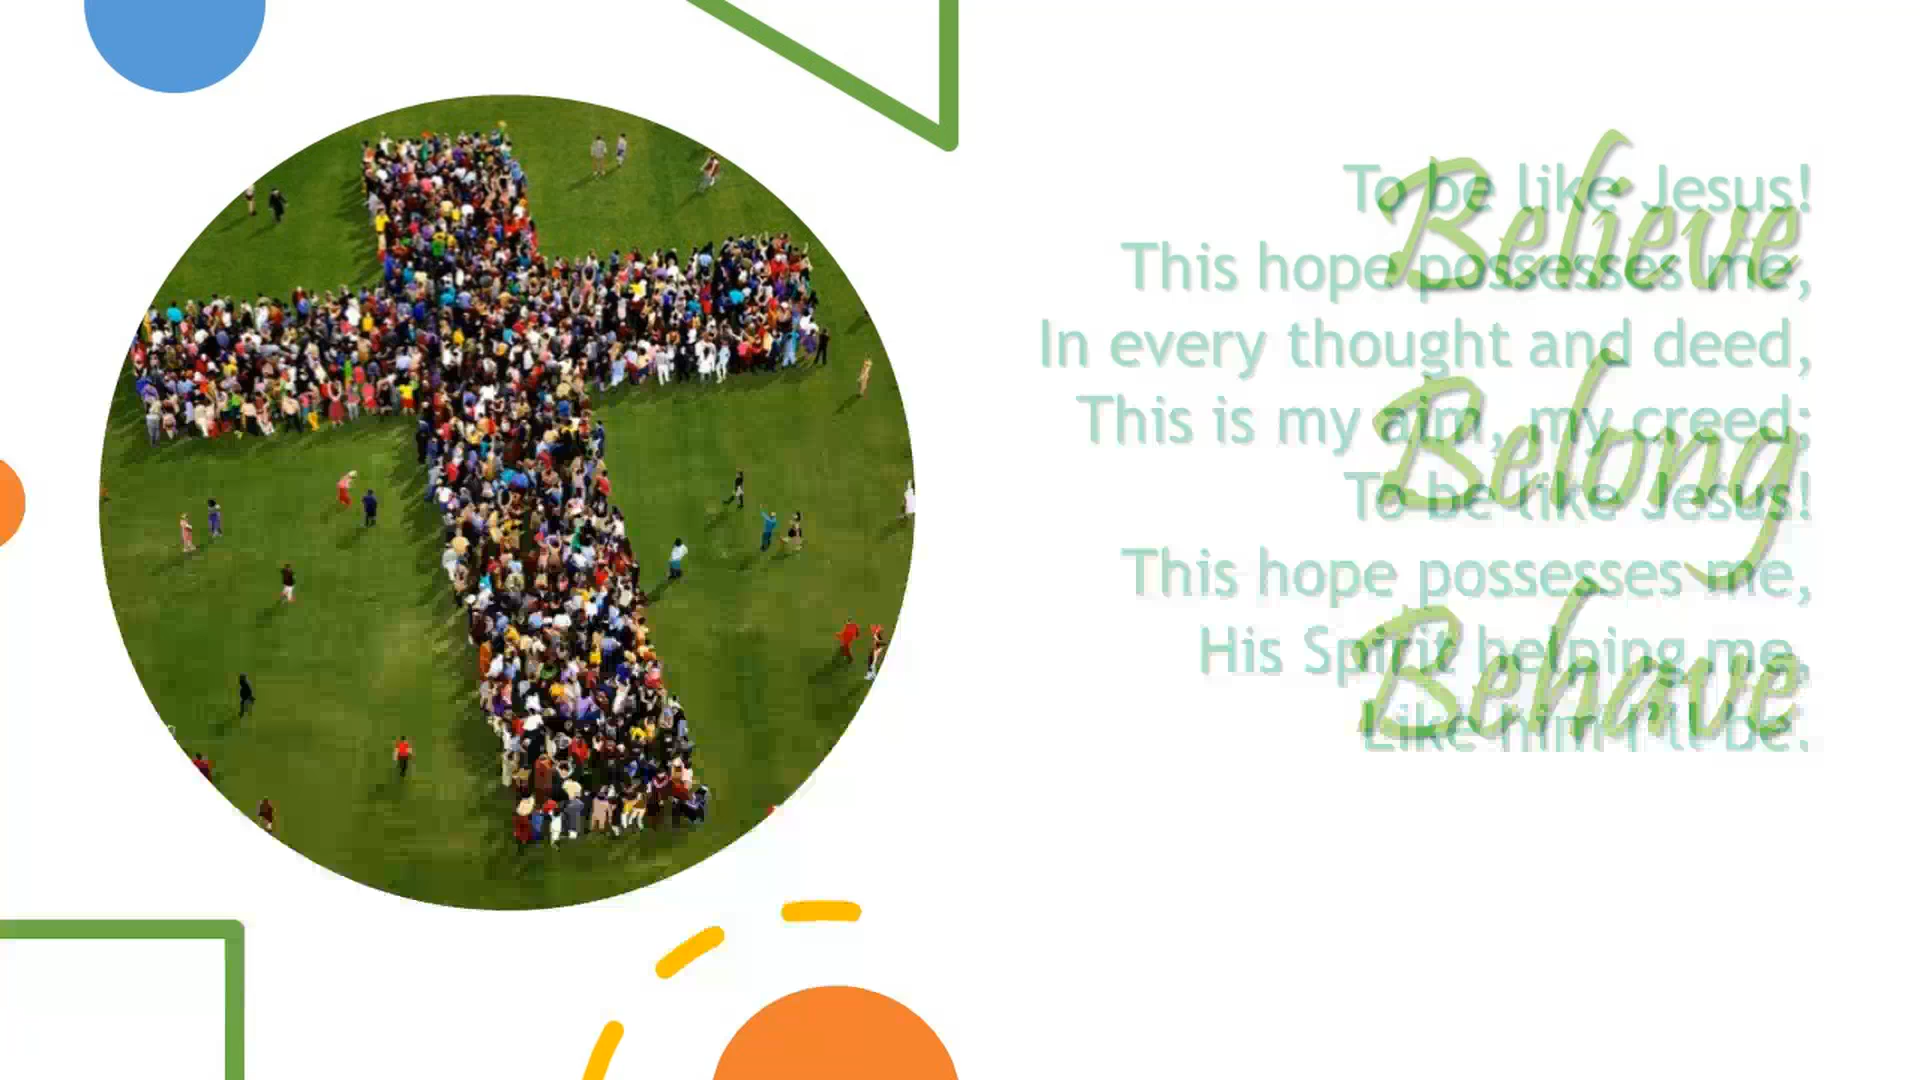 To be like Jesus!
This hope possesses me,
In every thought and deed,
This is my aim, my creed;
To be like Jesus!
This hope possesses me,
His Spirit helping me,
Like him I'll be.
Believe
Belong
Behave